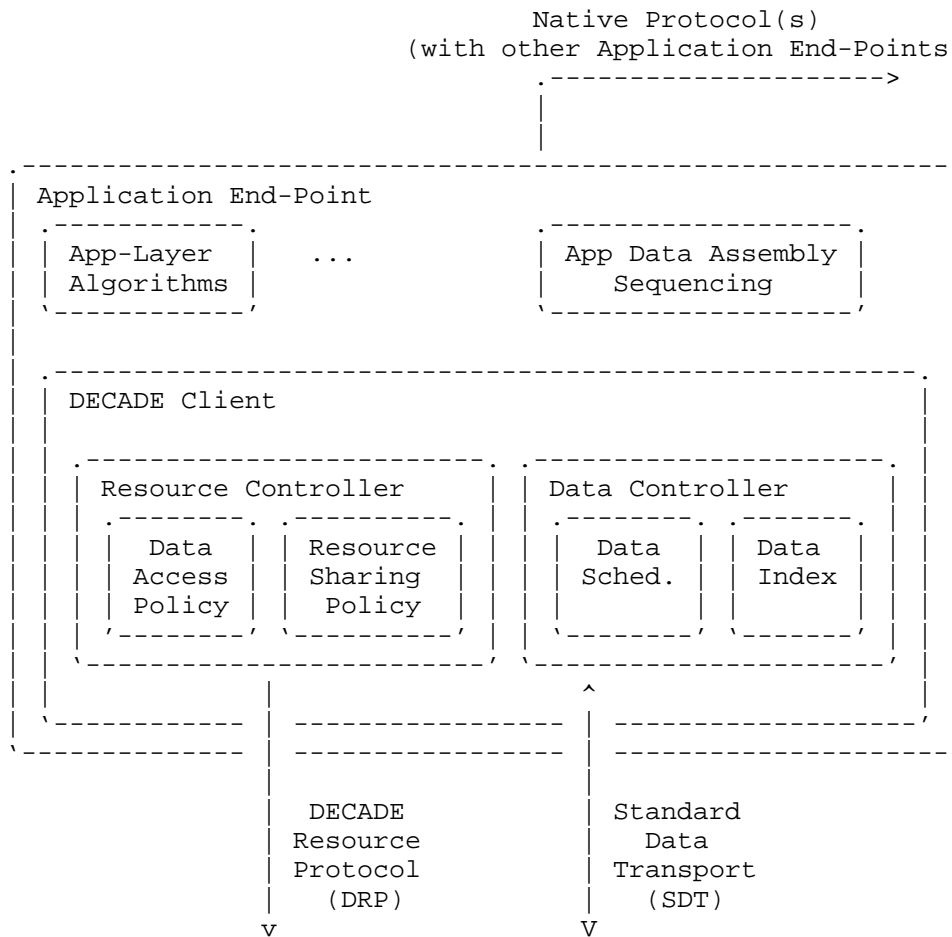 Native Protocol(s)
(with other Application End-Points
Application End-Point
App-Layer ... App Data Assembly
Algorithms Sequencing
DECADE Client
Resource Controller Data Controller
Data Resource Data Data
Access Sharing Sched. Index
Policy Policy
DECADE Standard
Resource Data
Protocol Transport
(DRP) (SDT)